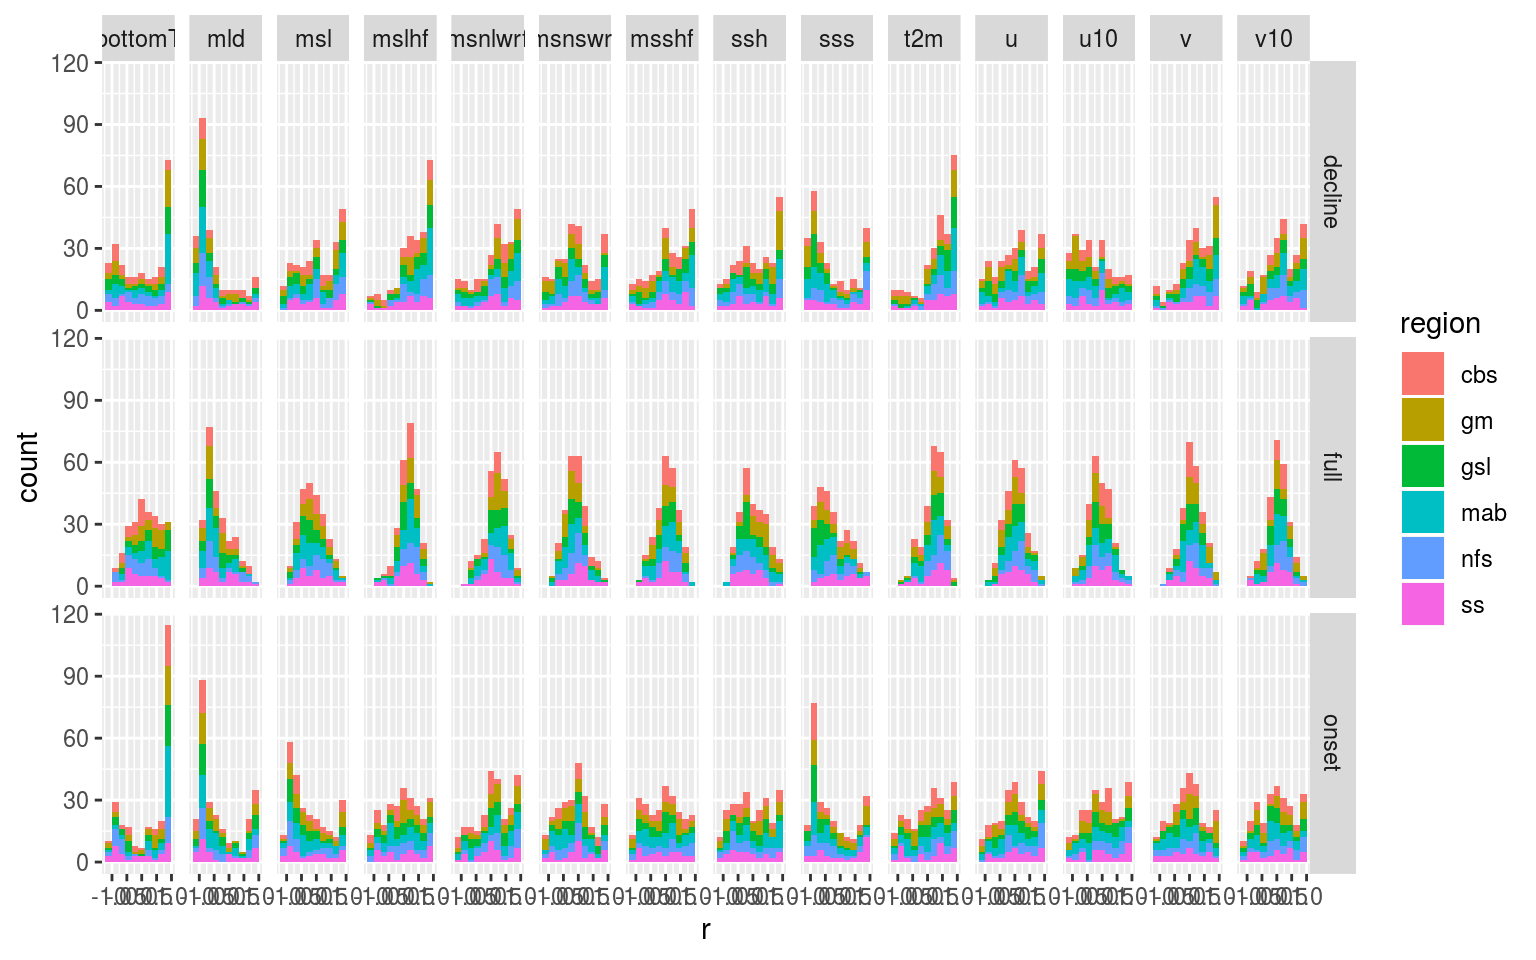 bottomT mld msl mslhf msnlwrf msnswr msshf ssh sss t2m u u10 v v10
120
90
60
30
0
decline
120
90
60
30
0
full
120
90
60
30
0
onset
count
r
region
cbs
gm
gsl
mab
nfs
ss